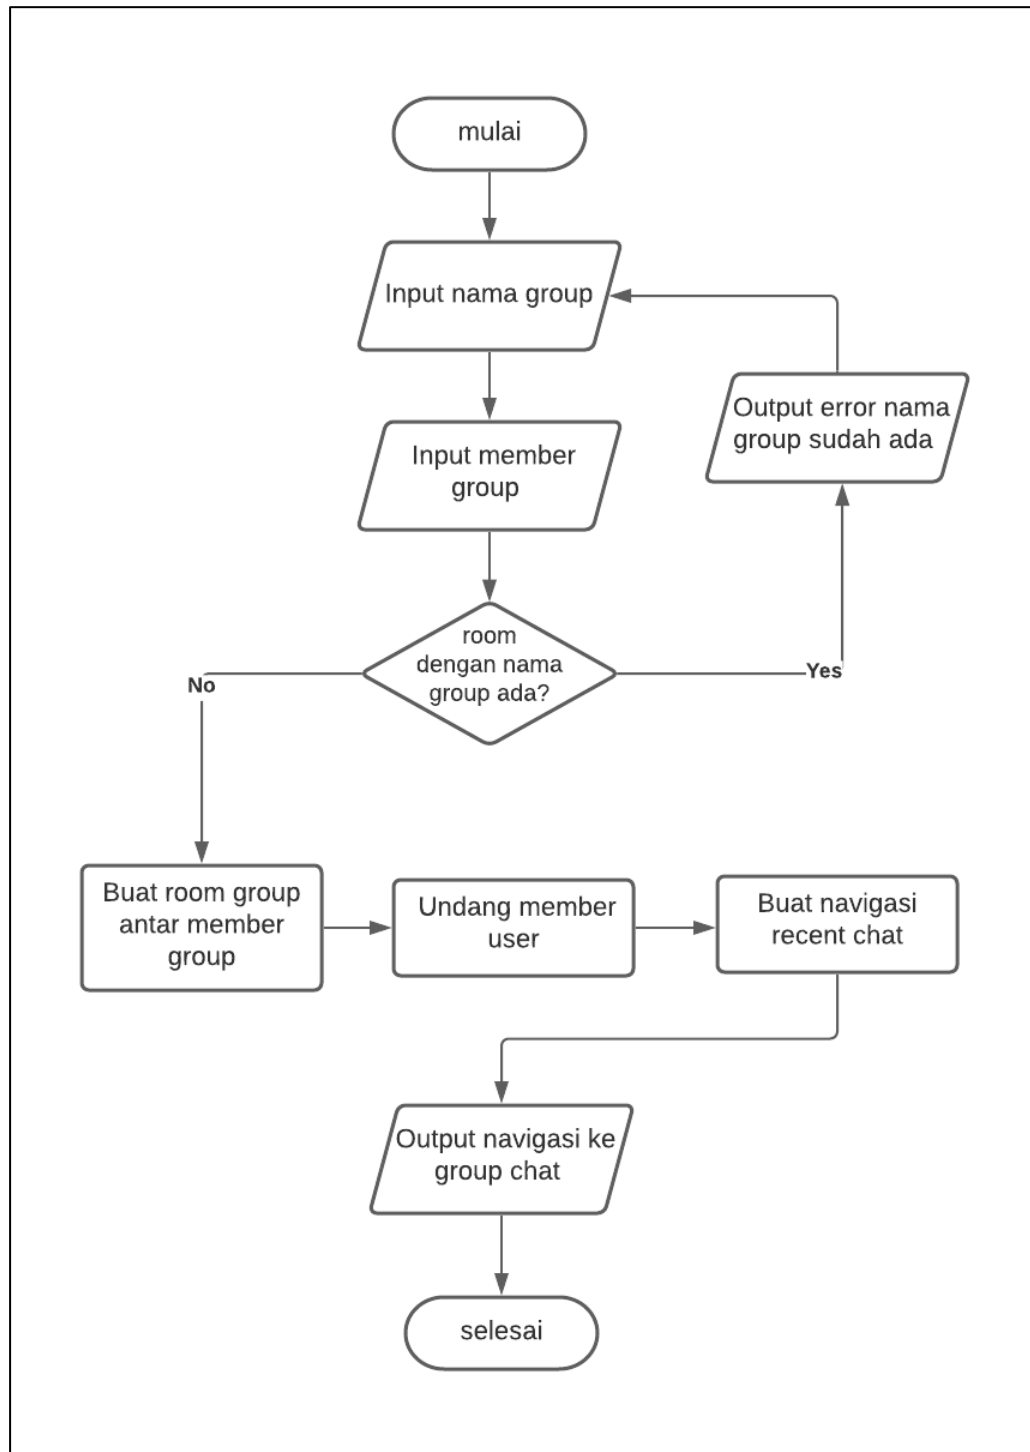 mulai
Input nama group
Output error nama
group sudah ada
Input member
group
room
dengan nama
group ada?
No
Yes
Buat room group
antar member
group
Undang member
user
Buat navigasi
recent chat
Output navigasi ke
group chat
selesai